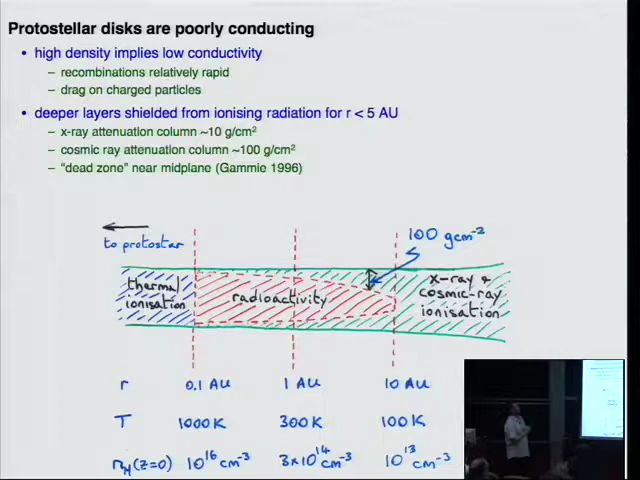 Protostellar disks are poorly conducting
• high density implies low conductivity
– recombinations relatively rapid
– drag on charged particles
• deeper layers shielded from ionising radiation for r < 5 AU
– x-ray attenuation column ~10 g/cm²
– cosmic ray attenuation column ~100 g/cm²
– “dead zone” near midplane (Gammie 1996)
to protostar
100 gcm⁻²
thermal
ionisation
radioactivity
x-ray &
cosmic-ray
ionisation
r 0.1 AU 1 AU 10 AU
T 1000 K 300 K 100 K
n_H (z=0) 10¹⁶ cm⁻³ 3×10¹⁴ cm⁻³ 10¹³ cm⁻³